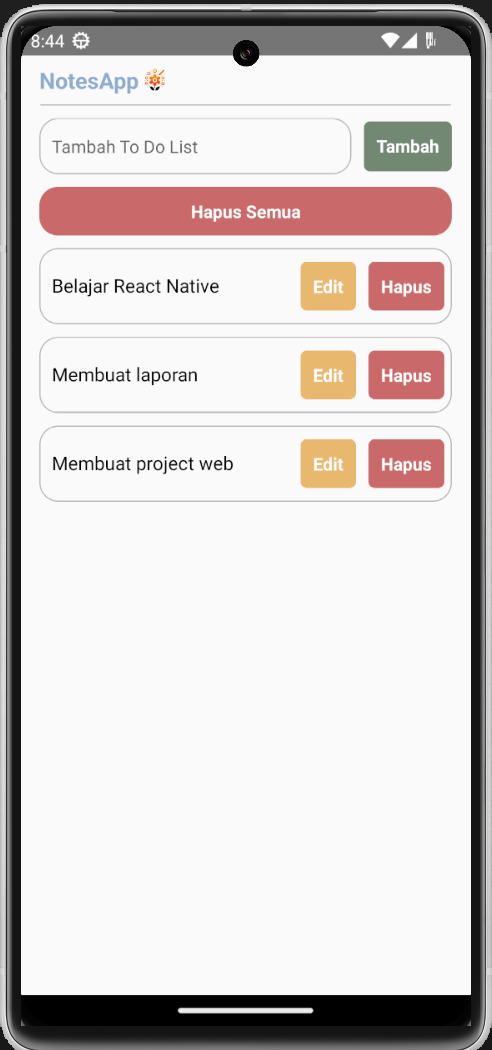 8:44
NotesApp
Tambah To Do List
Tambah
Hapus Semua
Belajar React Native
Edit
Hapus
Membuat laporan
Edit
Hapus
Membuat project web
Edit
Hapus